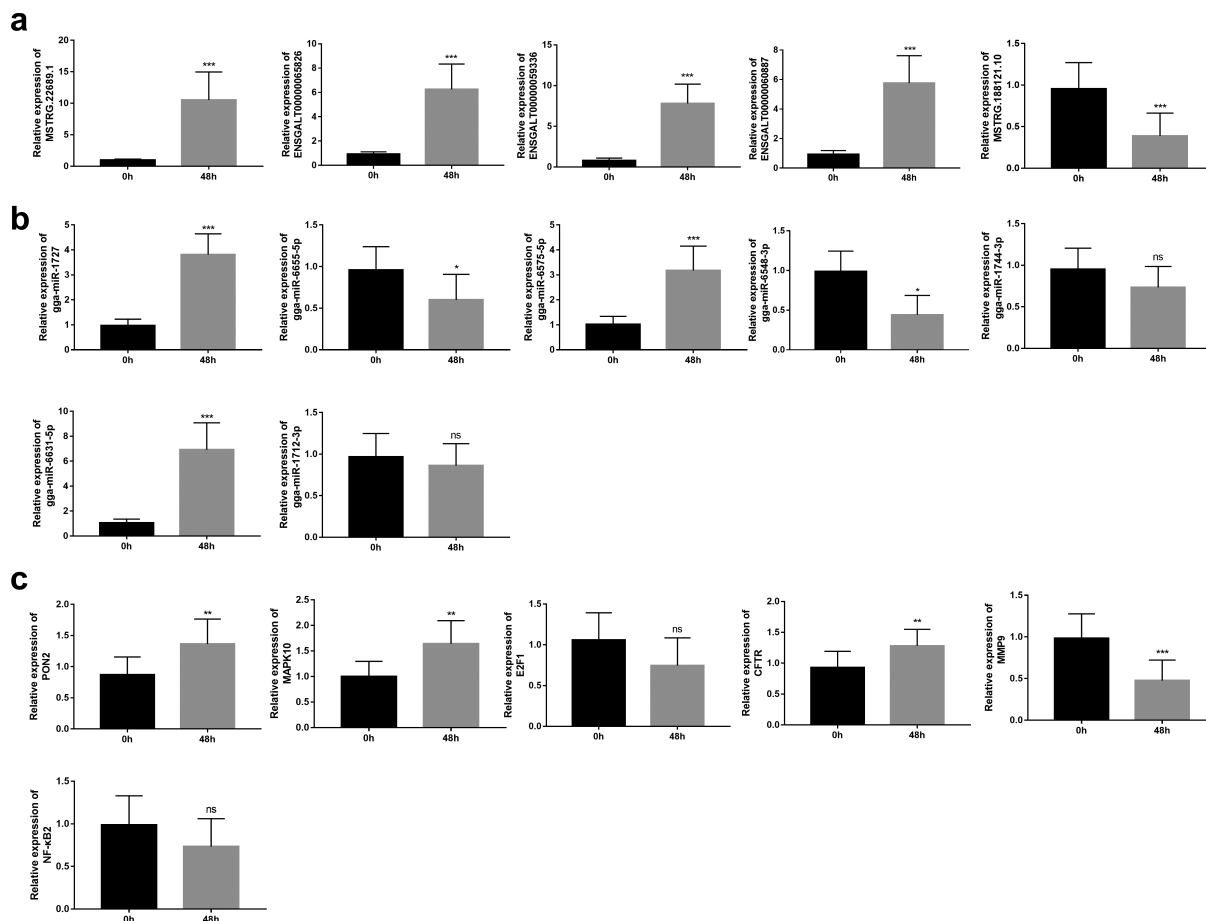 a
Relative expression of
MSTRG.22689.1
20
15
10
5
0
***
0h
48h
Relative expression of
ENSGALT00000065826
10
8
6
4
2
0
***
0h
48h
Relative expression of
ENSGALT00000059336
15
10
5
0
***
0h
48h
Relative expression of
ENSGALT00000060887
8
6
4
2
0
***
0h
48h
Relative expression of
MSTRG.188121.10
1.5
1.0
0.5
0.0
***
0h
48h
b
Relative expression of
gga-miR-1727
5
4
3
2
1
0
***
0h
48h
Relative expression of
gga-miR-6655-5p
1.5
1.0
0.5
0.0
*
0h
48h
Relative expression of
gga-miR-6575-5p
5
4
3
2
1
0
***
0h
48h
Relative expression of
gga-miR-6548-3p
1.5
1.0
0.5
0.0
*
0h
48h
Relative expression of
gga-miR-1744-3p
1.5
1.0
0.5
0.0
ns
0h
48h
Relative expression of
gga-miR-6631-5p
10
8
6
4
2
0
***
0h
48h
Relative expression of
gga-miR-1712-3p
1.5
1.0
0.5
0.0
ns
0h
48h
c
Relative expression of
PON2
2.0
1.5
1.0
0.5
0.0
**
0h
48h
Relative expression of
MAPK10
2.5
2.0
1.5
1.0
0.5
0.0
**
0h
48h
Relative expression of
E2F1
1.5
1.0
0.5
0.0
ns
0h
48h
Relative expression of
CFTR
2.0
1.5
1.0
0.5
0.0
**
0h
48h
Relative expression of
MMP9
1.5
1.0
0.5
0.0
***
0h
48h
Relative expression of
NF-κB2
1.5
1.0
0.5
0.0
ns
0h
48h